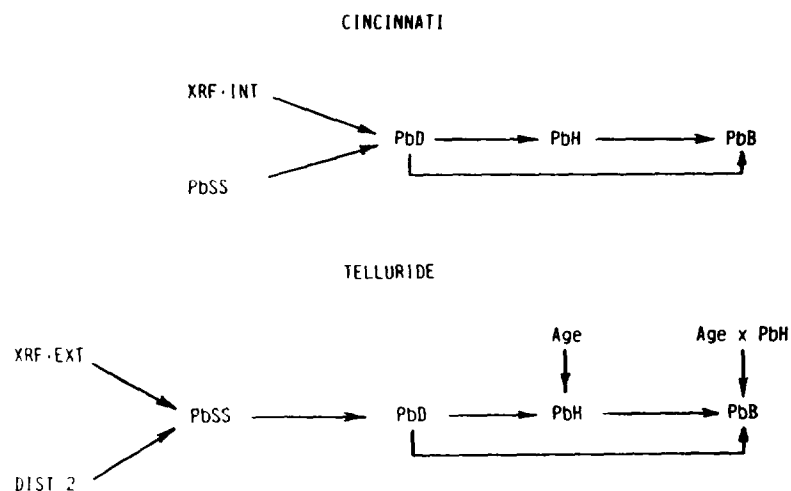 CINCINNATI
XRF·INT
PbD PbH PbB
PbSS
TELLURIDE
Age Age x PbH
XRF·EXT
PbSS PbD PbH PbB
DIST 2